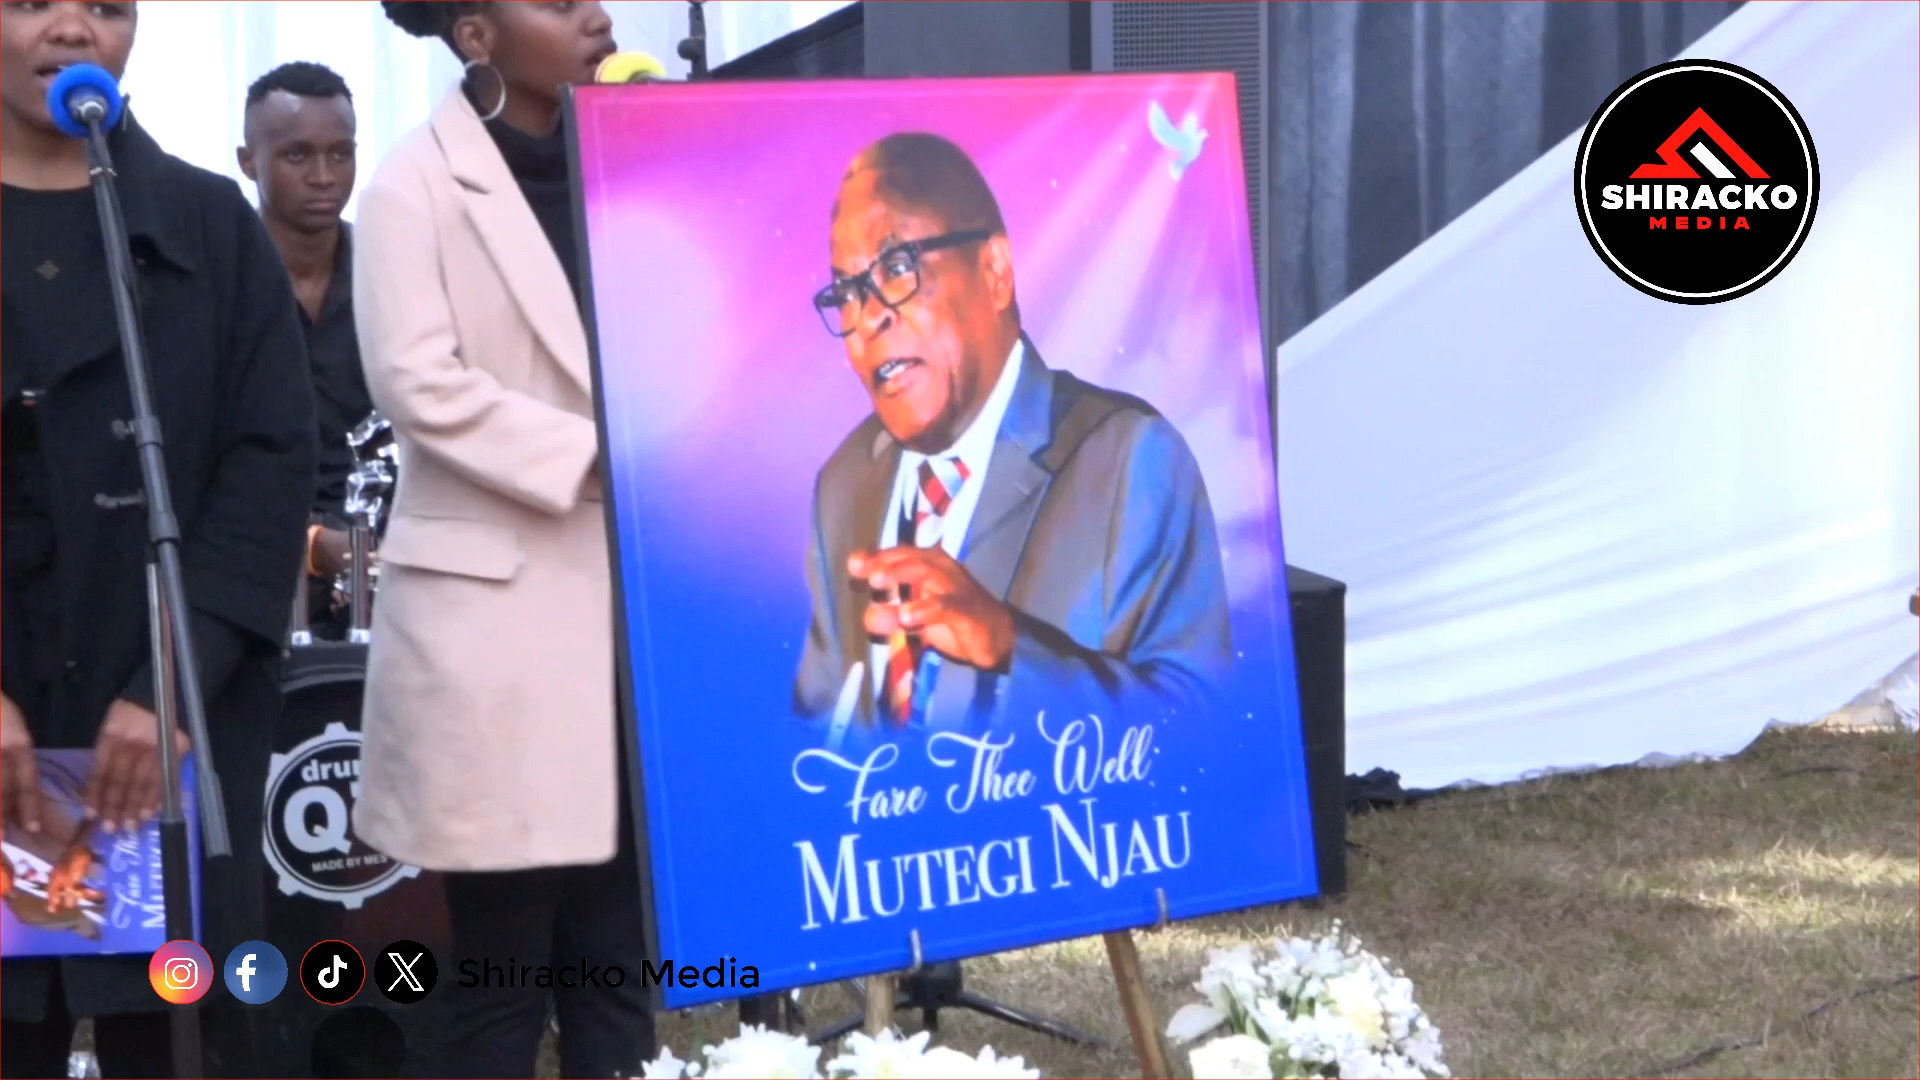 SHIRACKO
MEDIA
Fare Thee Well
MUTEGI NJAU
MADE BY MES
Shiracko Media